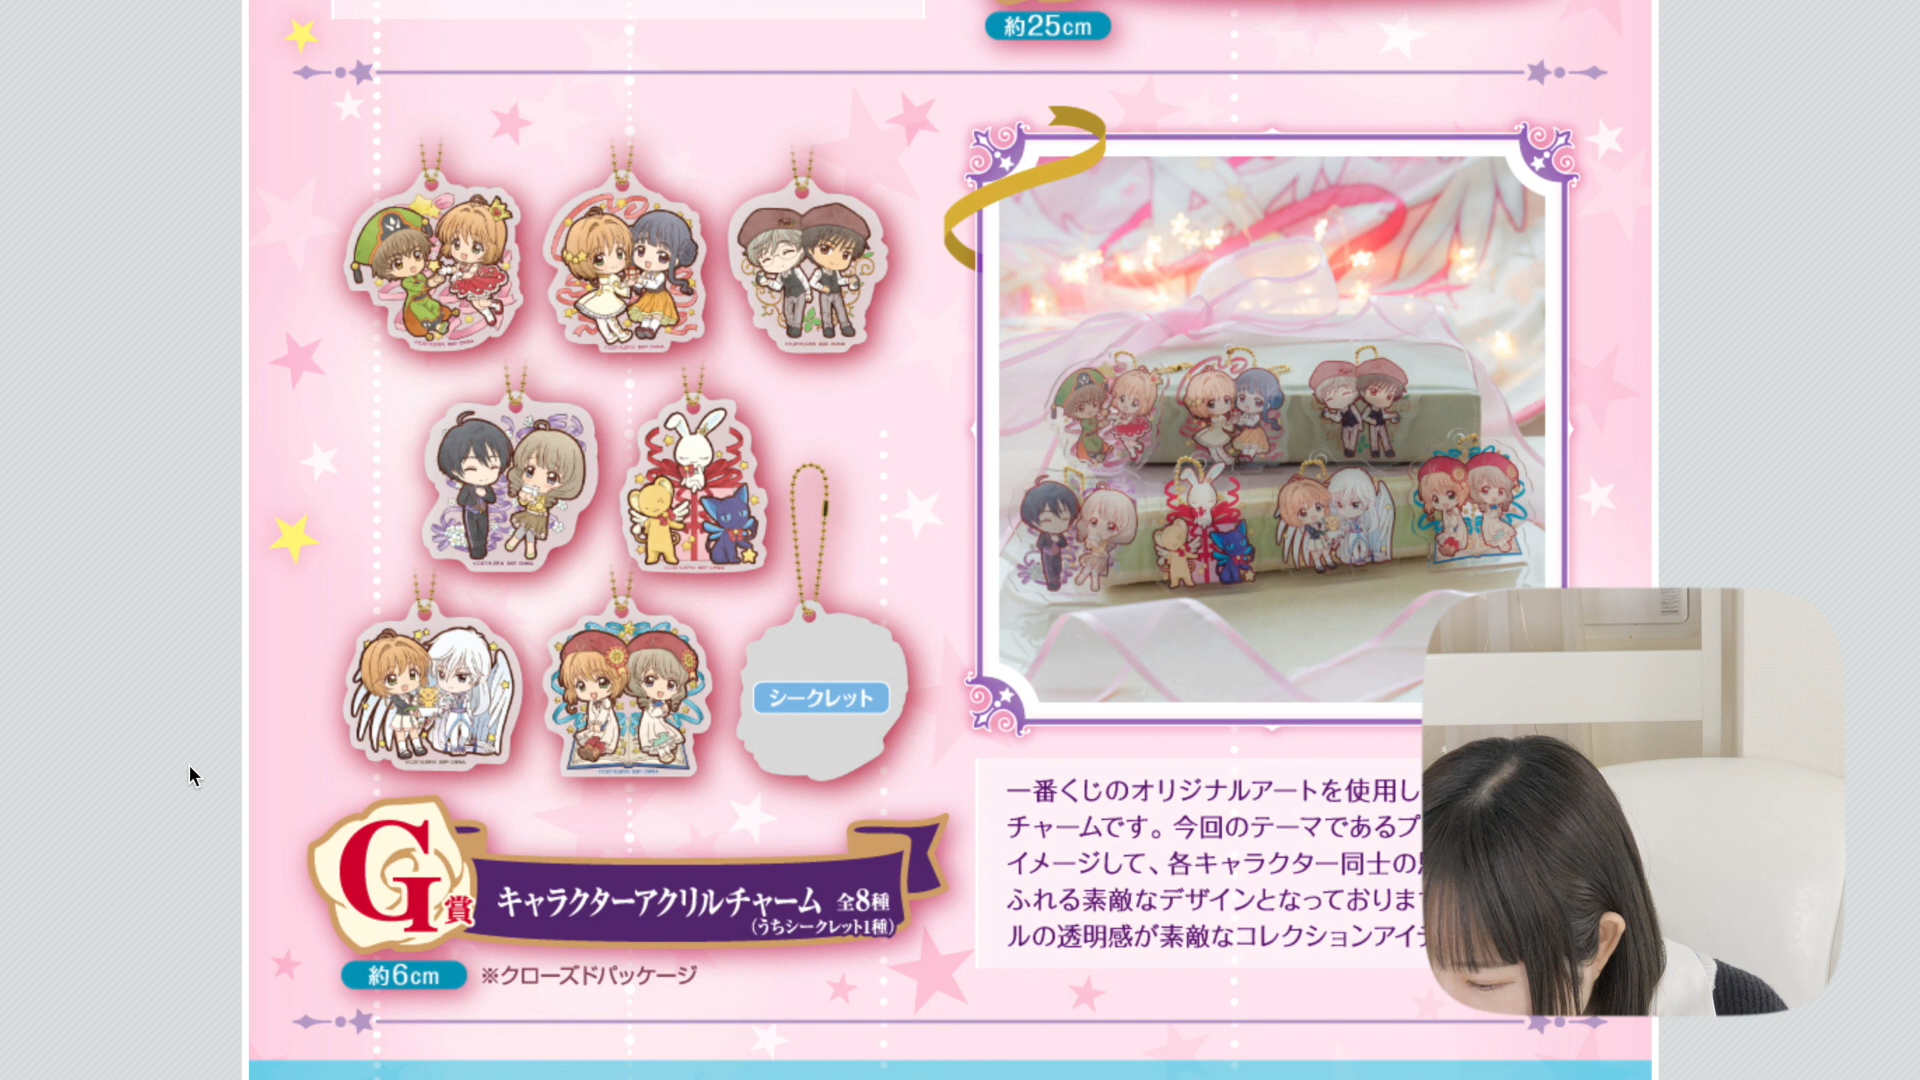 約25cm
シークレット
一番くじのオリジナルアートを使用し
チャームです。今回のテーマであるプ
イメージして、各キャラクター同士の
ふれる素敵なデザインとなっておりま
ルの透明感が素敵なコレクションアイ
G賞
キャラクターアクリルチャーム 全8種
(うちシークレット1種)
約6cm ※クローズドパッケージ